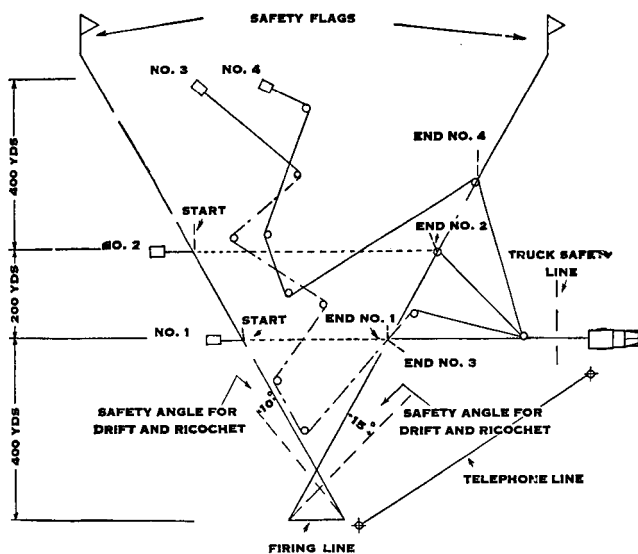 SAFETY FLAGS
NO. 3
NO. 4
400 YDS
END NO. 4
START
NO. 2
END NO. 2
TRUCK SAFETY
LINE
200 YDS
START
END NO. 1
NO. 1
END NO. 3
400 YDS
SAFETY ANGLE FOR
DRIFT AND RICOCHET
10°
15°
SAFETY ANGLE FOR
DRIFT AND RICOCHET
TELEPHONE LINE
FIRING LINE